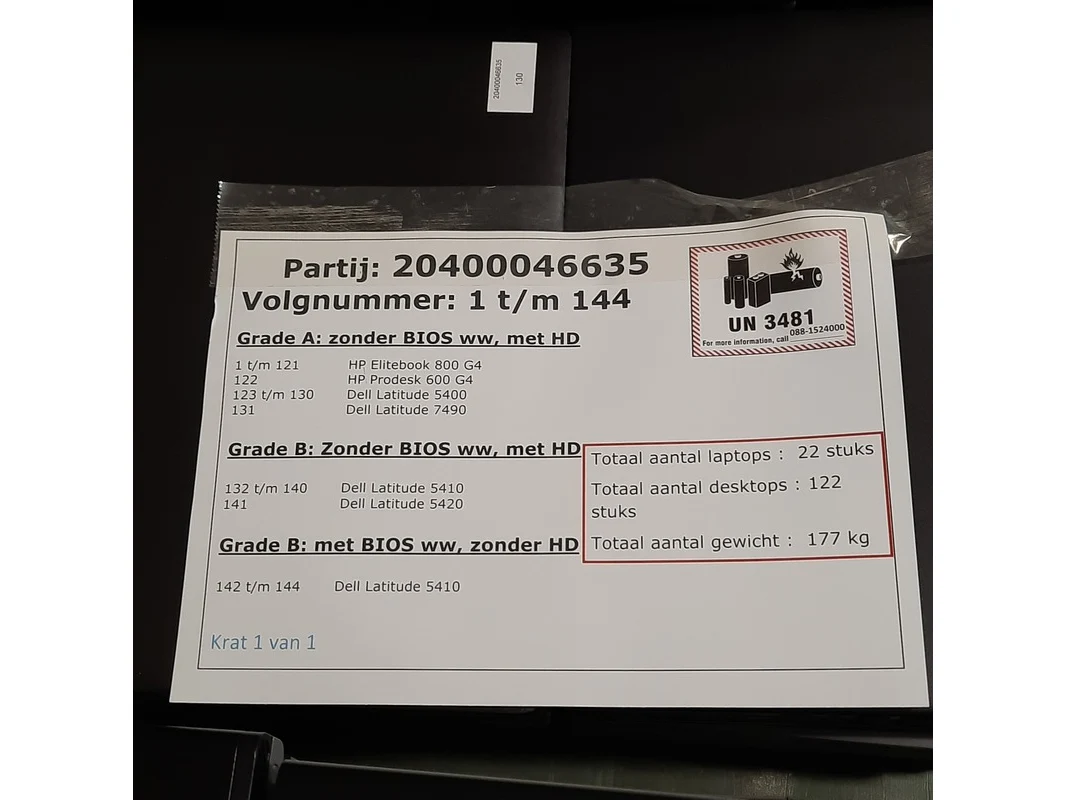 20400046635
130
Partij: 20400046635
Volgnummer: 1 t/m 144
UN 3481
For more information, call 088-1524000
Grade A: zonder BIOS ww, met HD
1 t/m 121 HP Elitebook 800 G4
122 HP Prodesk 600 G4
123 t/m 130 Dell Latitude 5400
131 Dell Latitude 7490
Grade B: Zonder BIOS ww, met HD
132 t/m 140 Dell Latitude 5410
141 Dell Latitude 5420
Grade B: met BIOS ww, zonder HD
142 t/m 144 Dell Latitude 5410
Totaal aantal laptops : 22 stuks
Totaal aantal desktops : 122
stuks
Totaal aantal gewicht : 177 kg
Krat 1 van 1